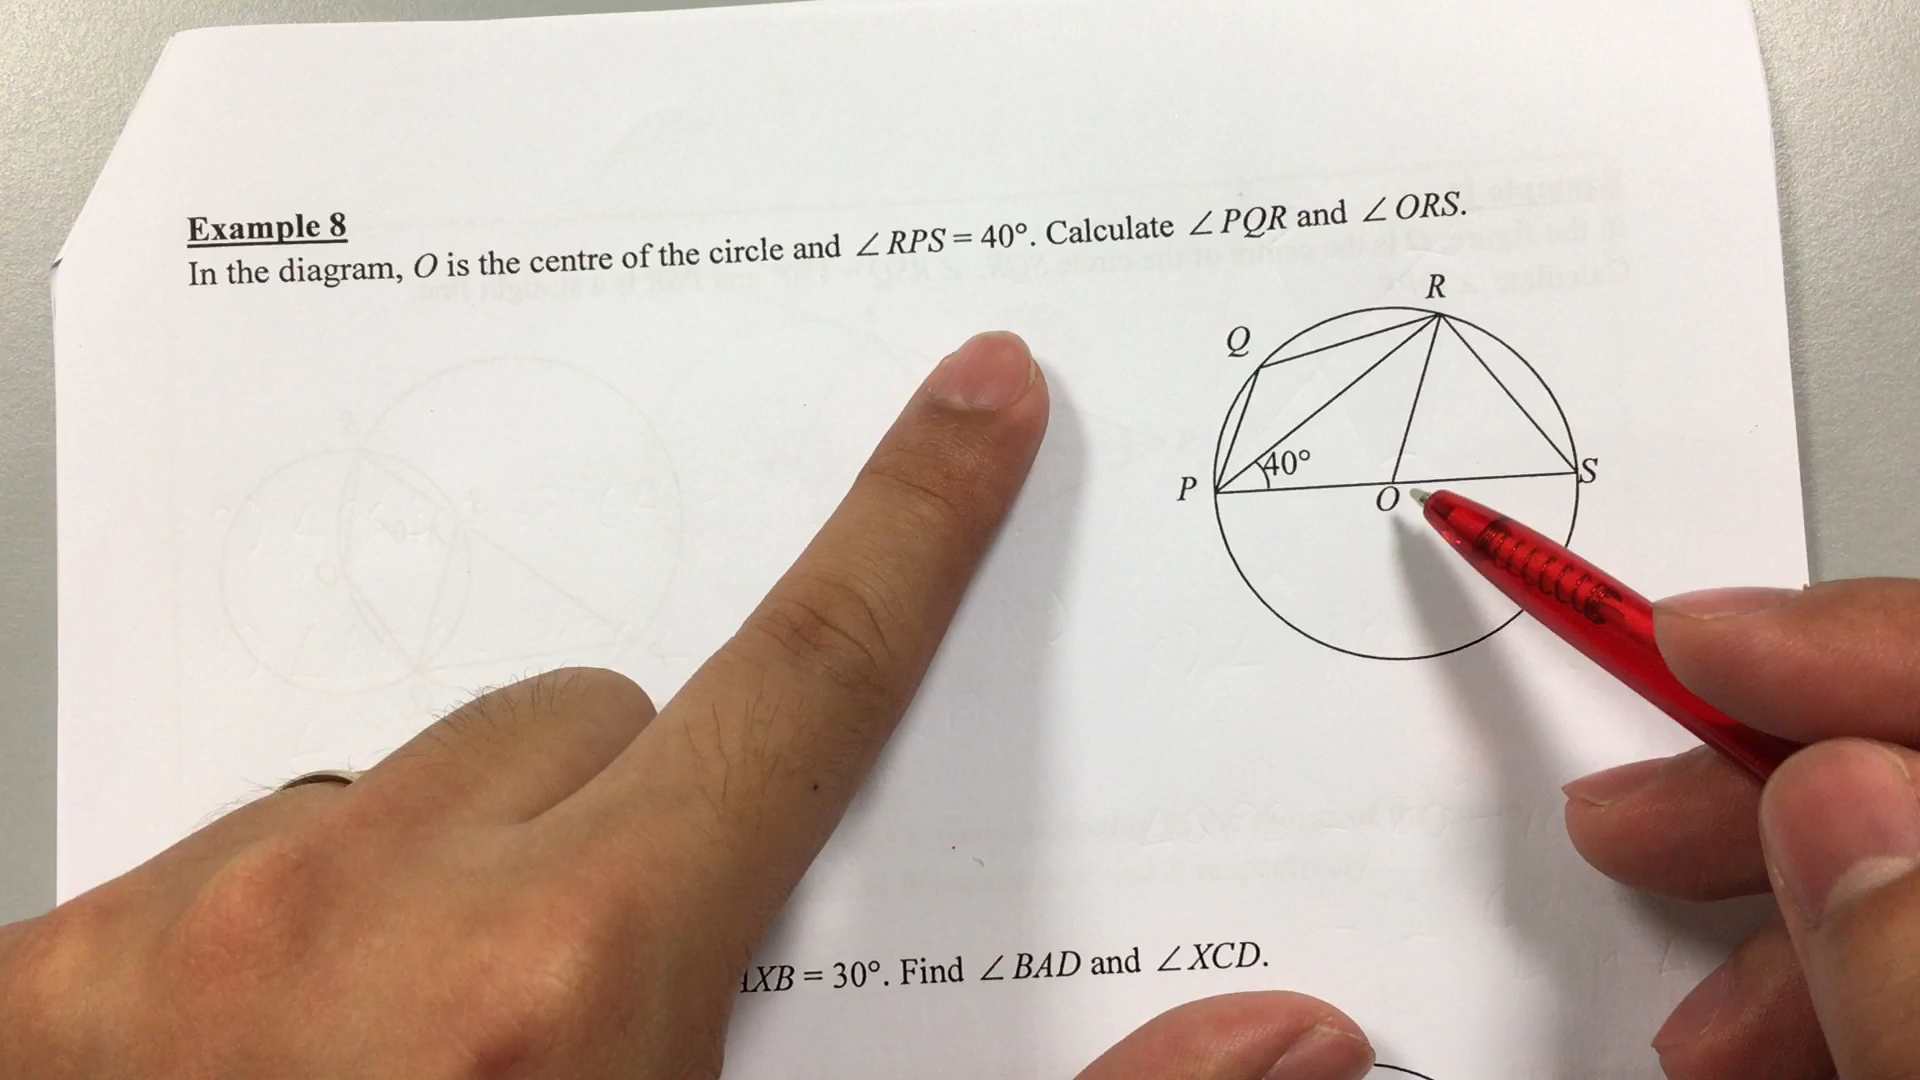 Example 8
In the diagram, O is the centre of the circle and ∠RPS = 40°. Calculate ∠PQR and ∠ORS.
R
Q
40°
P
O
S
XB = 30°. Find ∠BAD and ∠XCD.